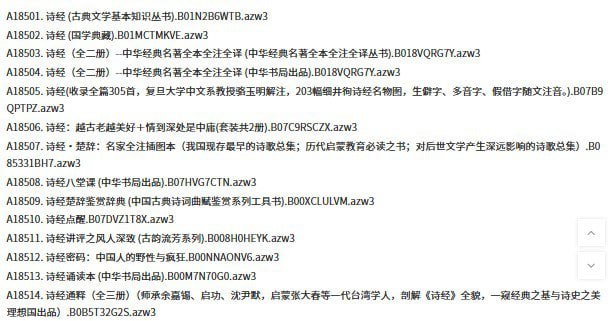 A18501. 诗经 (古典文学基本知识丛书).B01N2B6WTB.azw3
A18502. 诗经 (国学典藏).B01MCTMKVE.azw3
A18503. 诗经（全二册）--中华经典名著全本全注全译 (中华经典名著全本全注全译丛书).B018VQRG7Y.azw3
A18504. 诗经（全二册）--中华经典名著全本全注全译 (中华书局出品).B018VQRG7Y.azw3
A18505. 诗经(收录全篇305首，复旦大学中文系教授骆玉明解注，203幅细井徇诗经名物图，生僻字、多音字、假借字随文注音。).B07B9
QPTPZ.azw3
A18506. 诗经：越古老越美好＋情到深处是中庸(套装共2册).B07C9RSCZX.azw3
A18507. 诗经·楚辞：名家全注插图本（我国现存最早的诗歌总集；历代启蒙教育必读之书；对后世文学产生深远影响的诗歌总集）.B0
85331BH7.azw3
A18508. 诗经八堂课 (中华书局出品).B07HVG7CTN.azw3
A18509. 诗经楚辞鉴赏辞典 (中国古典诗词曲赋鉴赏系列工具书).B00XCLULVM.azw3
A18510. 诗经点醒.B07DVZ1T8X.azw3
A18511. 诗经讲评之风人深致 (古韵流芳系列).B008H0HEYK.azw3
A18512. 诗经密码：中国人的野性与疯狂.B00NNAONV6.azw3
A18513. 诗经诵读本 (中华书局出品).B00M7N70G0.azw3
A18514. 诗经通释（全三册）（师承余嘉锡、启功、沈尹默，启蒙张大春等一代台湾学人，剖解《诗经》全貌，一窥经典之基与诗史之美
理想国出品）.B0B5T32G2S.azw3